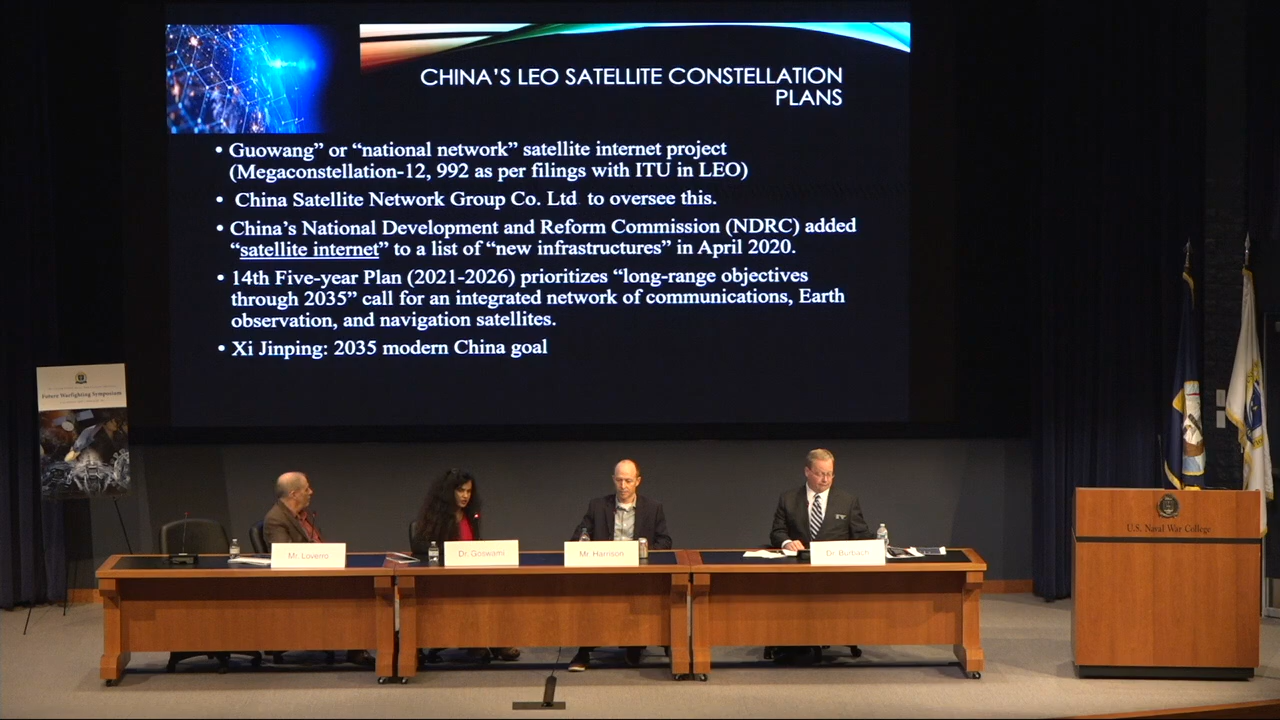 CHINA'S LEO SATELLITE CONSTELLATION
PLANS
• Guowang” or “national network” satellite internet project
(Megaconstellation-12, 992 as per filings with ITU in LEO)
• China Satellite Network Group Co. Ltd to oversee this.
• China's National Development and Reform Commission (NDRC) added
“satellite internet” to a list of “new infrastructures” in April 2020.
• 14th Five-year Plan (2021-2026) prioritizes “long-range objectives
through 2035” call for an integrated network of communications, Earth
observation, and navigation satellites.
• Xi Jinping: 2035 modern China goal
Future Warfighting Symposium
Mr. Loverro
Dr. Goswami
Mr. Harrison
Dr. Burbach
U.S. Naval War College